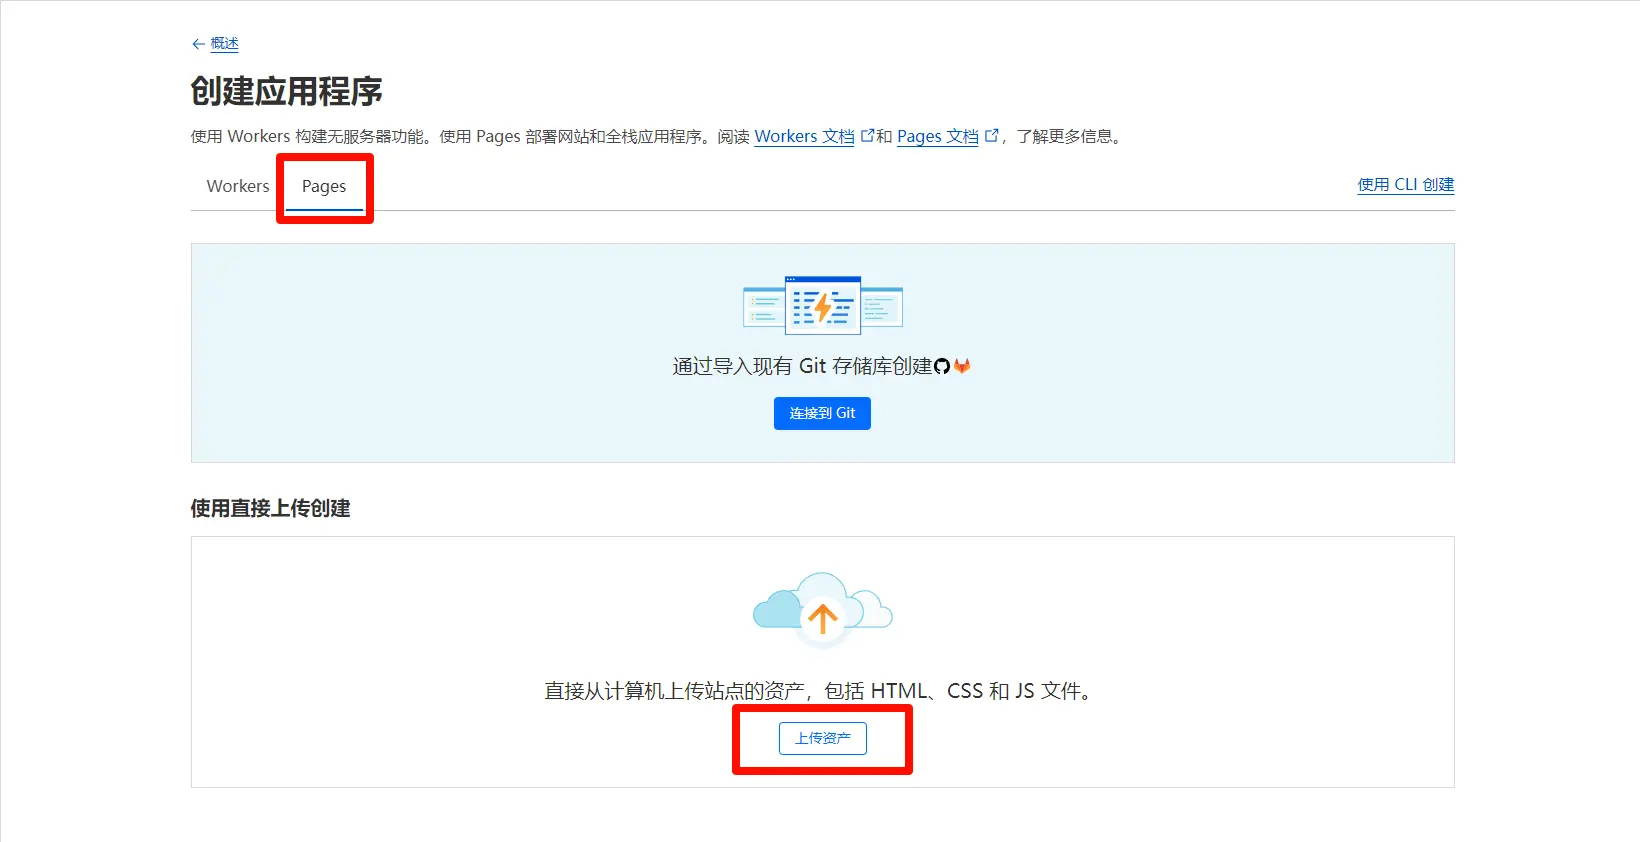 ← 概述
创建应用程序
使用 Workers 构建无服务器功能。使用 Pages 部署网站和全栈应用程序。阅读 Workers 文档 和 Pages 文档 ，了解更多信息。
Workers Pages 使用 CLI 创建
通过导入现有 Git 存储库创建
连接到 Git
使用直接上传创建
直接从计算机上传站点的资产，包括 HTML、CSS 和 JS 文件。
上传资产